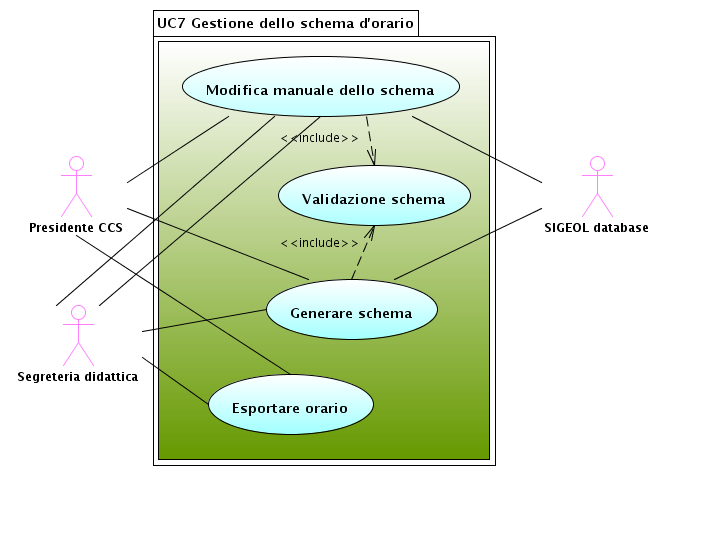 UC7 Gestione dello schema d'orario
Modifica manuale dello schema
<<include>>
Validazione schema
Presidente CCS
SIGEOL database
<<include>>
Generare schema
Segreteria didattica
Esportare orario